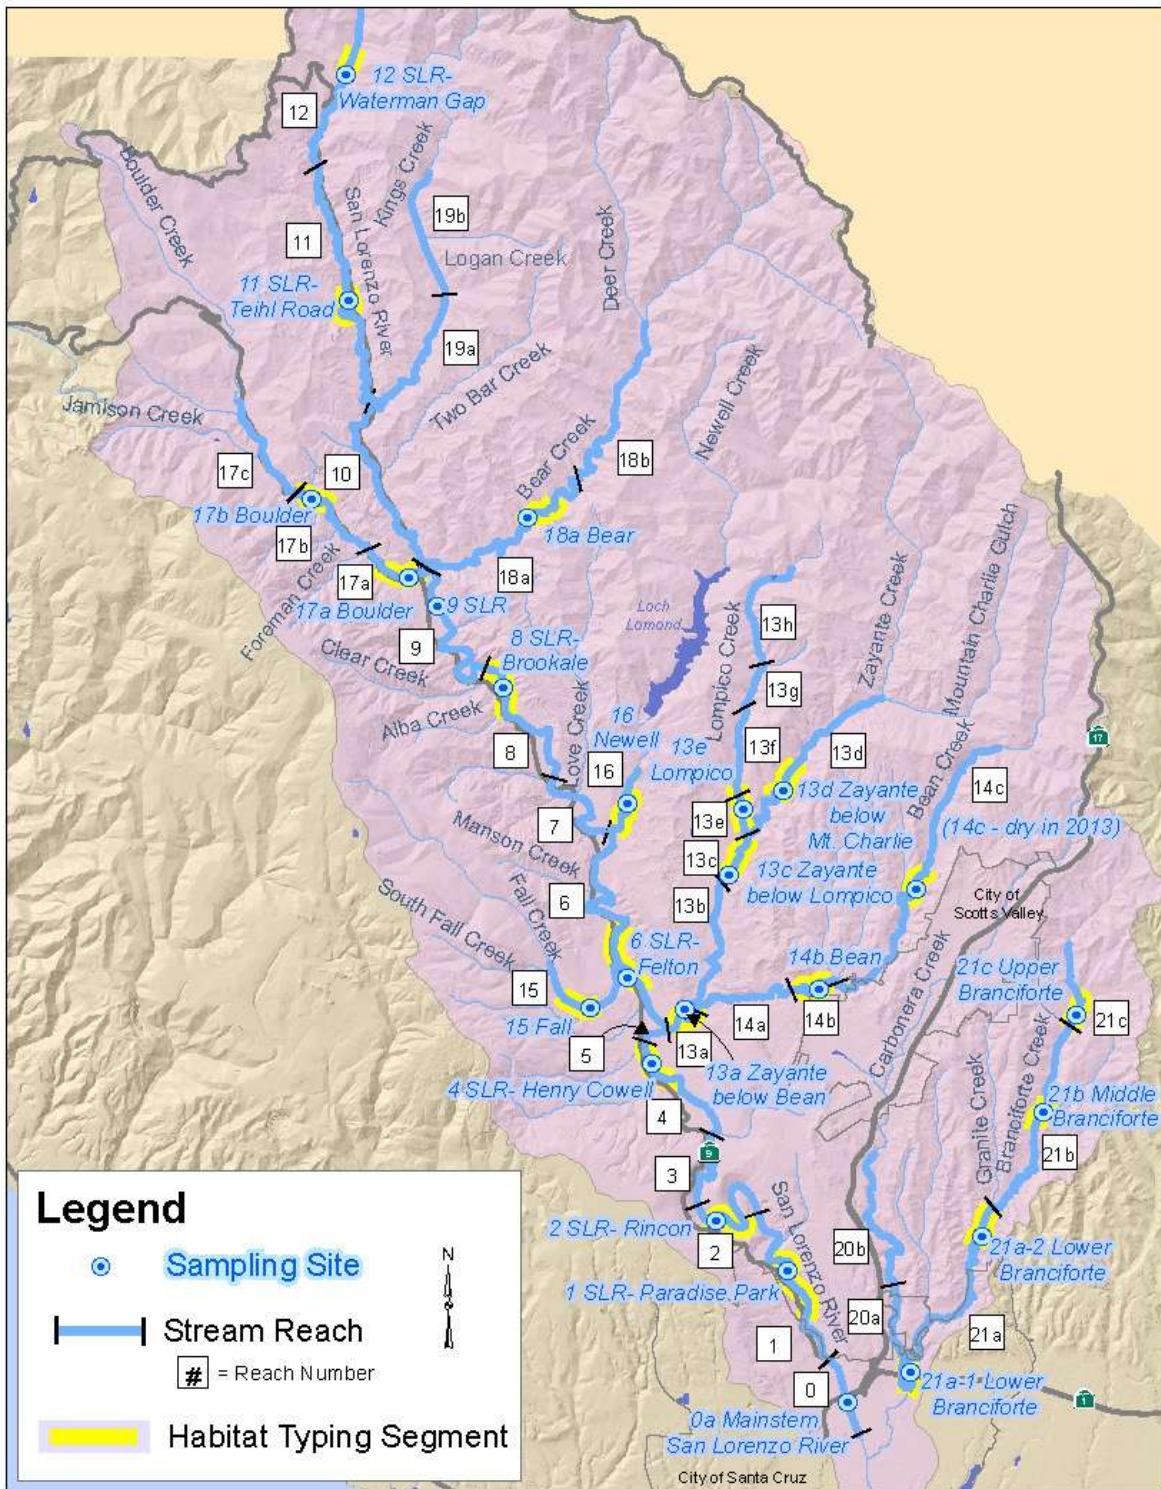 12 SLR-
Waterman Gap
12
Boulder Creek
Kings Creek
San Lorenzo River
19b
11
Logan Creek
Deer Creek
11 SLR-
Teihl Road
19a
Two Bar Creek
Newell Creek
Jamison Creek
Bear Creek
17c
10
18b
17b Boulder
18a Bear
Mountain Charlie Gulch
17b
Foreman Creek
17a
17a Boulder
18a
Zayante Creek
9 SLR
Loch
Lomond
Lompico Creek
13h
9
8 SLR-
Brookale
Clear Creek
13g
Alba Creek
Love Creek
16
Newell
13e
Lompico
13f
13d
Bean Creek
17
8
16
14c
13d Zayante
below
Mt. Charlie
(14c - dry in 2013)
7
13e
Manson Creek
13c
13c Zayante
below Lompico
City of
Scotts Valley
Fall Creek
South Fall Creek
6
13b
6 SLR-
Felton
14b Bean
Carbonera Creek
21c Upper
Branciforte
15
15 Fall
14a
14b
21c
5
13a
13a Zayante
below Bean
4 SLR- Henry Cowell
Granite Creek
Branciforte Creek
21b Middle
Branciforte
4
21b
9
3
San Lorenzo River
2 SLR- Rincon
2
20b
21a-2 Lower
Branciforte
1 SLR- Paradise Park
20a
21a
1
0
21a-1 Lower
Branciforte
1
0a Mainstem
San Lorenzo River
City of Santa Cruz
Legend
N
Sampling Site
Stream Reach
# = Reach Number
Habitat Typing Segment